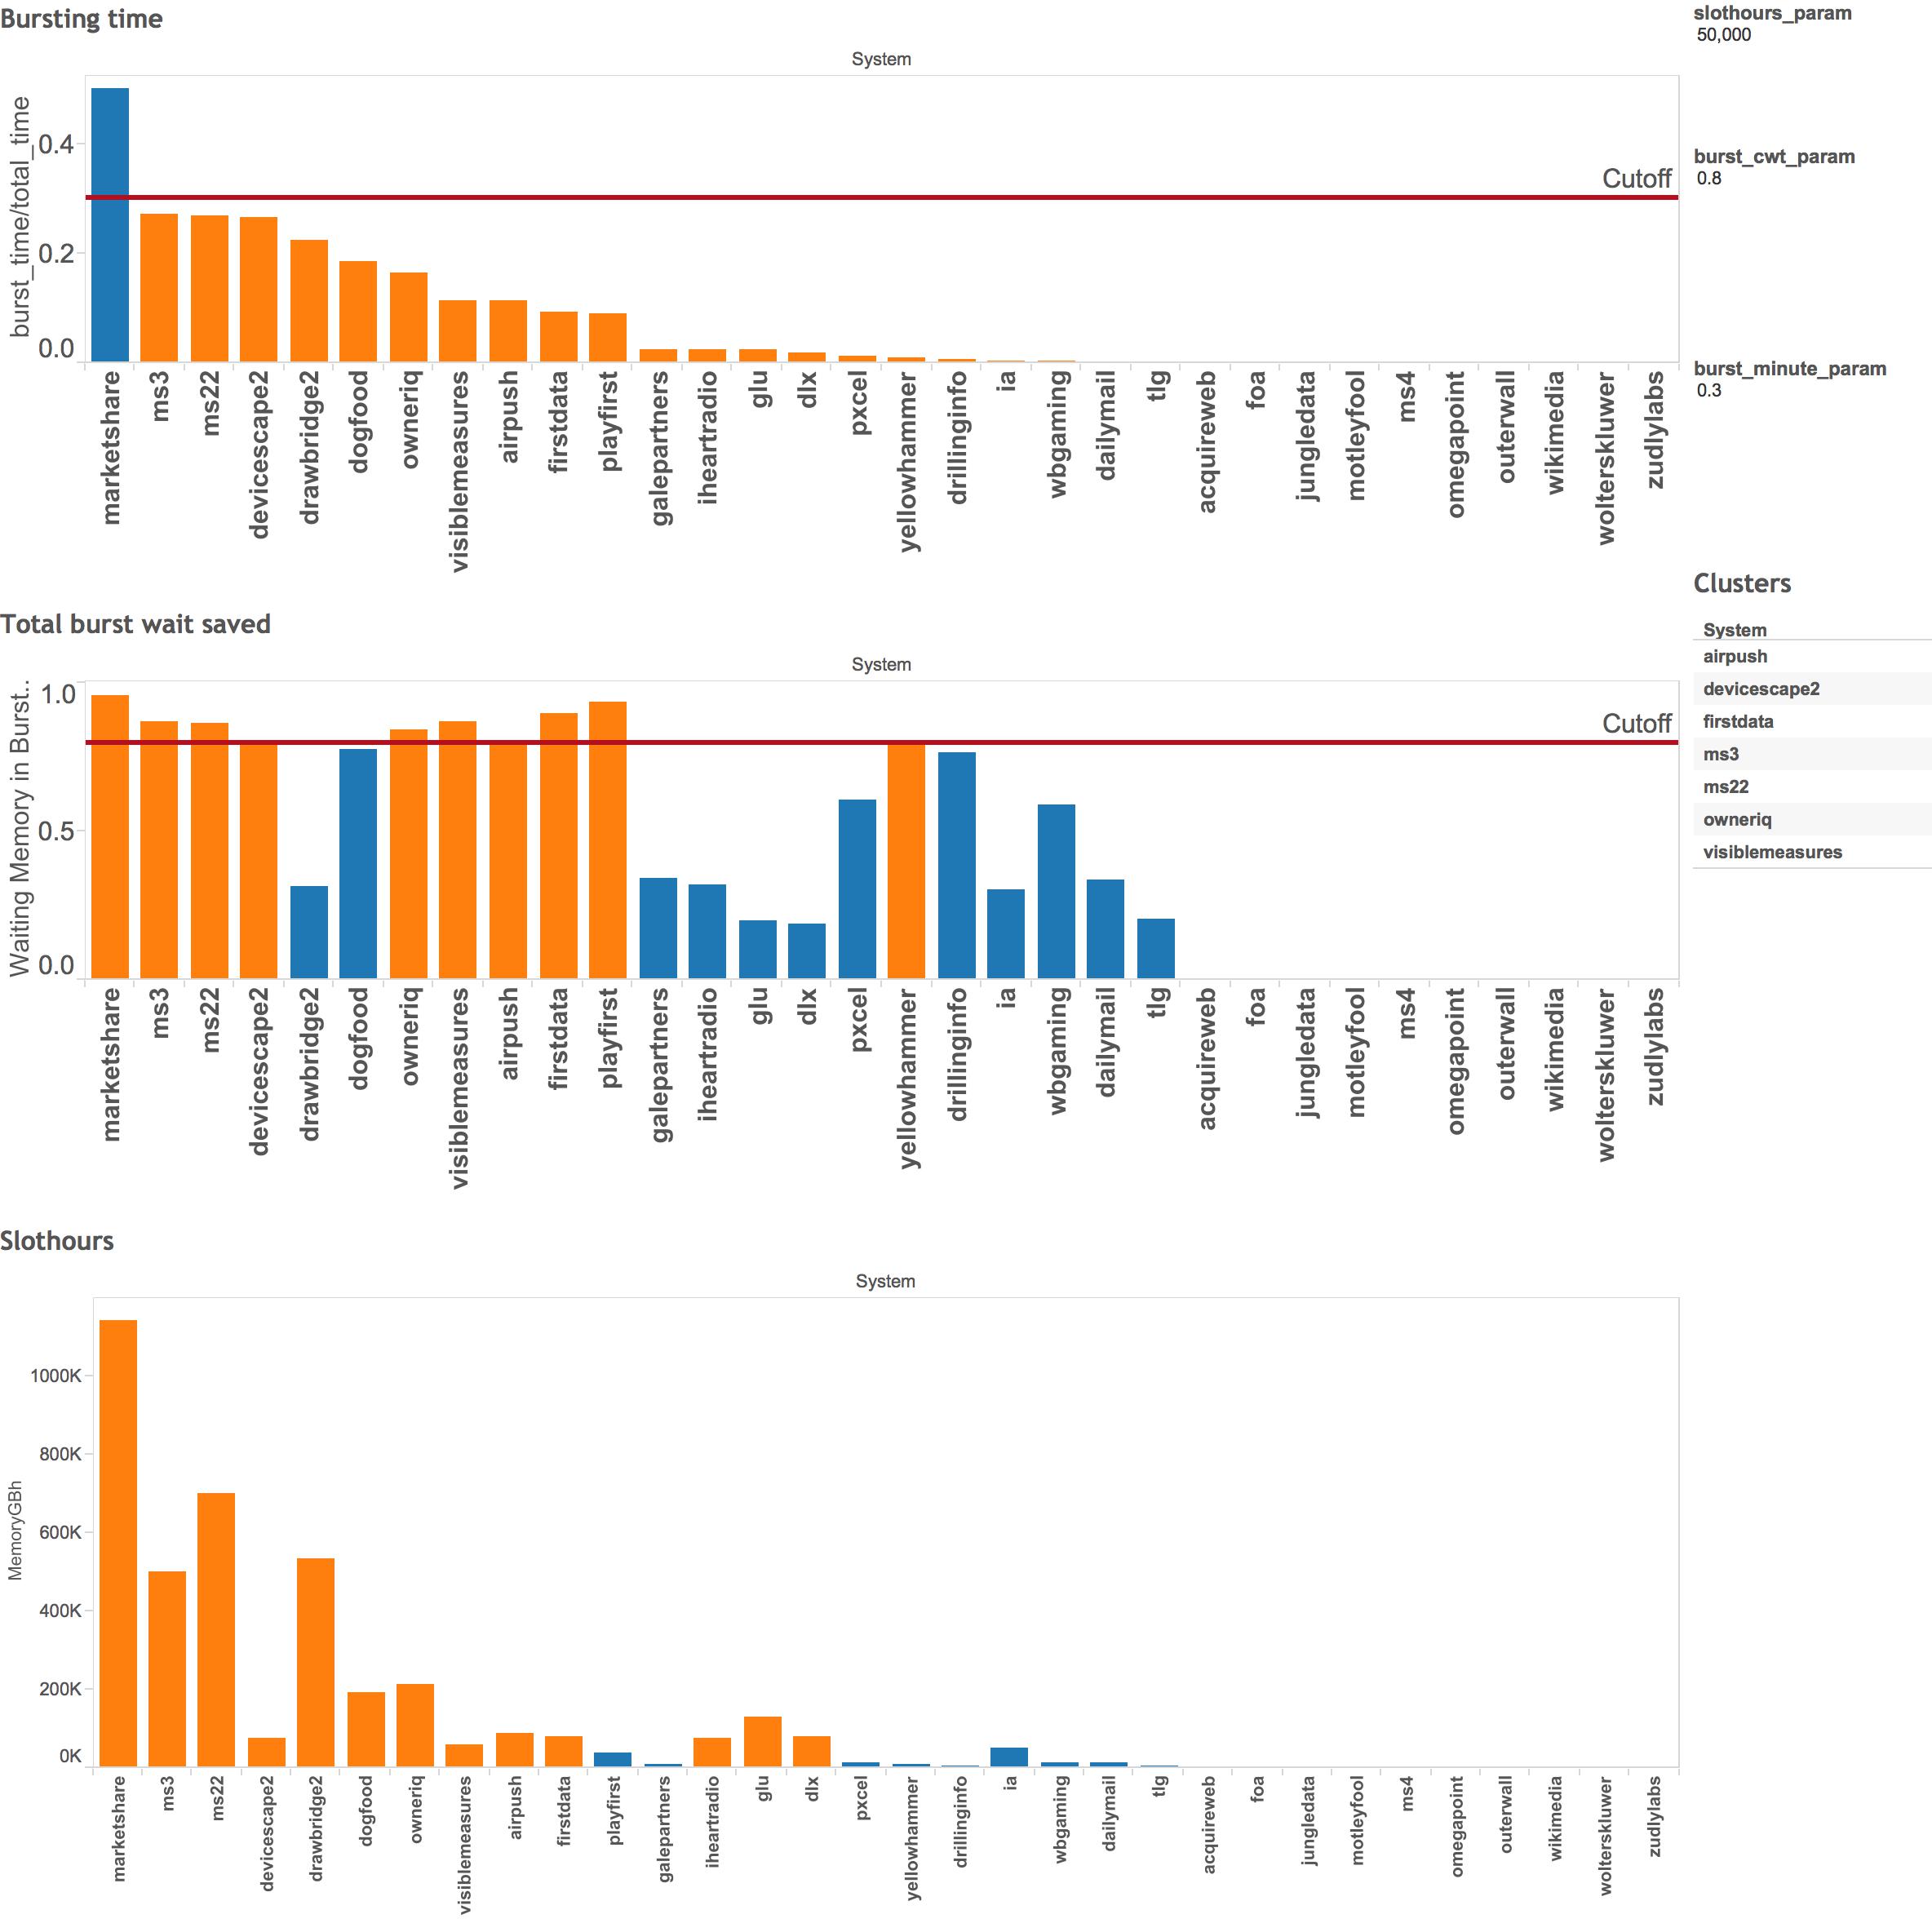 Bursting time
System
burst_time/total_time
0.4
0.2
0.0
Cutoff
marketshare
ms3
ms22
devicescape2
drawbridge2
dogfood
owneriq
visiblemeasures
airpush
firstdata
playfirst
galepartners
iheartradio
glu
dlx
pxcel
yellowhammer
drillinginfo
ia
wbgaming
dailymail
tlg
acquireweb
foa
jungledata
motleyfool
ms4
omegapoint
outerwall
wikimedia
wolterskluwer
zudlylabs
slothours_param
50,000
burst_cwt_param
0.8
burst_minute_param
0.3
Total burst wait saved
System
Waiting Memory in Burst..
1.0
0.5
0.0
Cutoff
marketshare
ms3
ms22
devicescape2
drawbridge2
dogfood
owneriq
visiblemeasures
airpush
firstdata
playfirst
galepartners
iheartradio
glu
dlx
pxcel
yellowhammer
drillinginfo
ia
wbgaming
dailymail
tlg
acquireweb
foa
jungledata
motleyfool
ms4
omegapoint
outerwall
wikimedia
wolterskluwer
zudlylabs
Clusters
System
airpush
devicescape2
firstdata
ms3
ms22
owneriq
visiblemeasures
Slothours
System
MemoryGBh
1000K
800K
600K
400K
200K
0K
marketshare
ms3
ms22
devicescape2
drawbridge2
dogfood
owneriq
visiblemeasures
airpush
firstdata
playfirst
galepartners
iheartradio
glu
dlx
pxcel
yellowhammer
drillinginfo
ia
wbgaming
dailymail
tlg
acquireweb
foa
jungledata
motleyfool
ms4
omegapoint
outerwall
wikimedia
wolterskluwer
zudlylabs